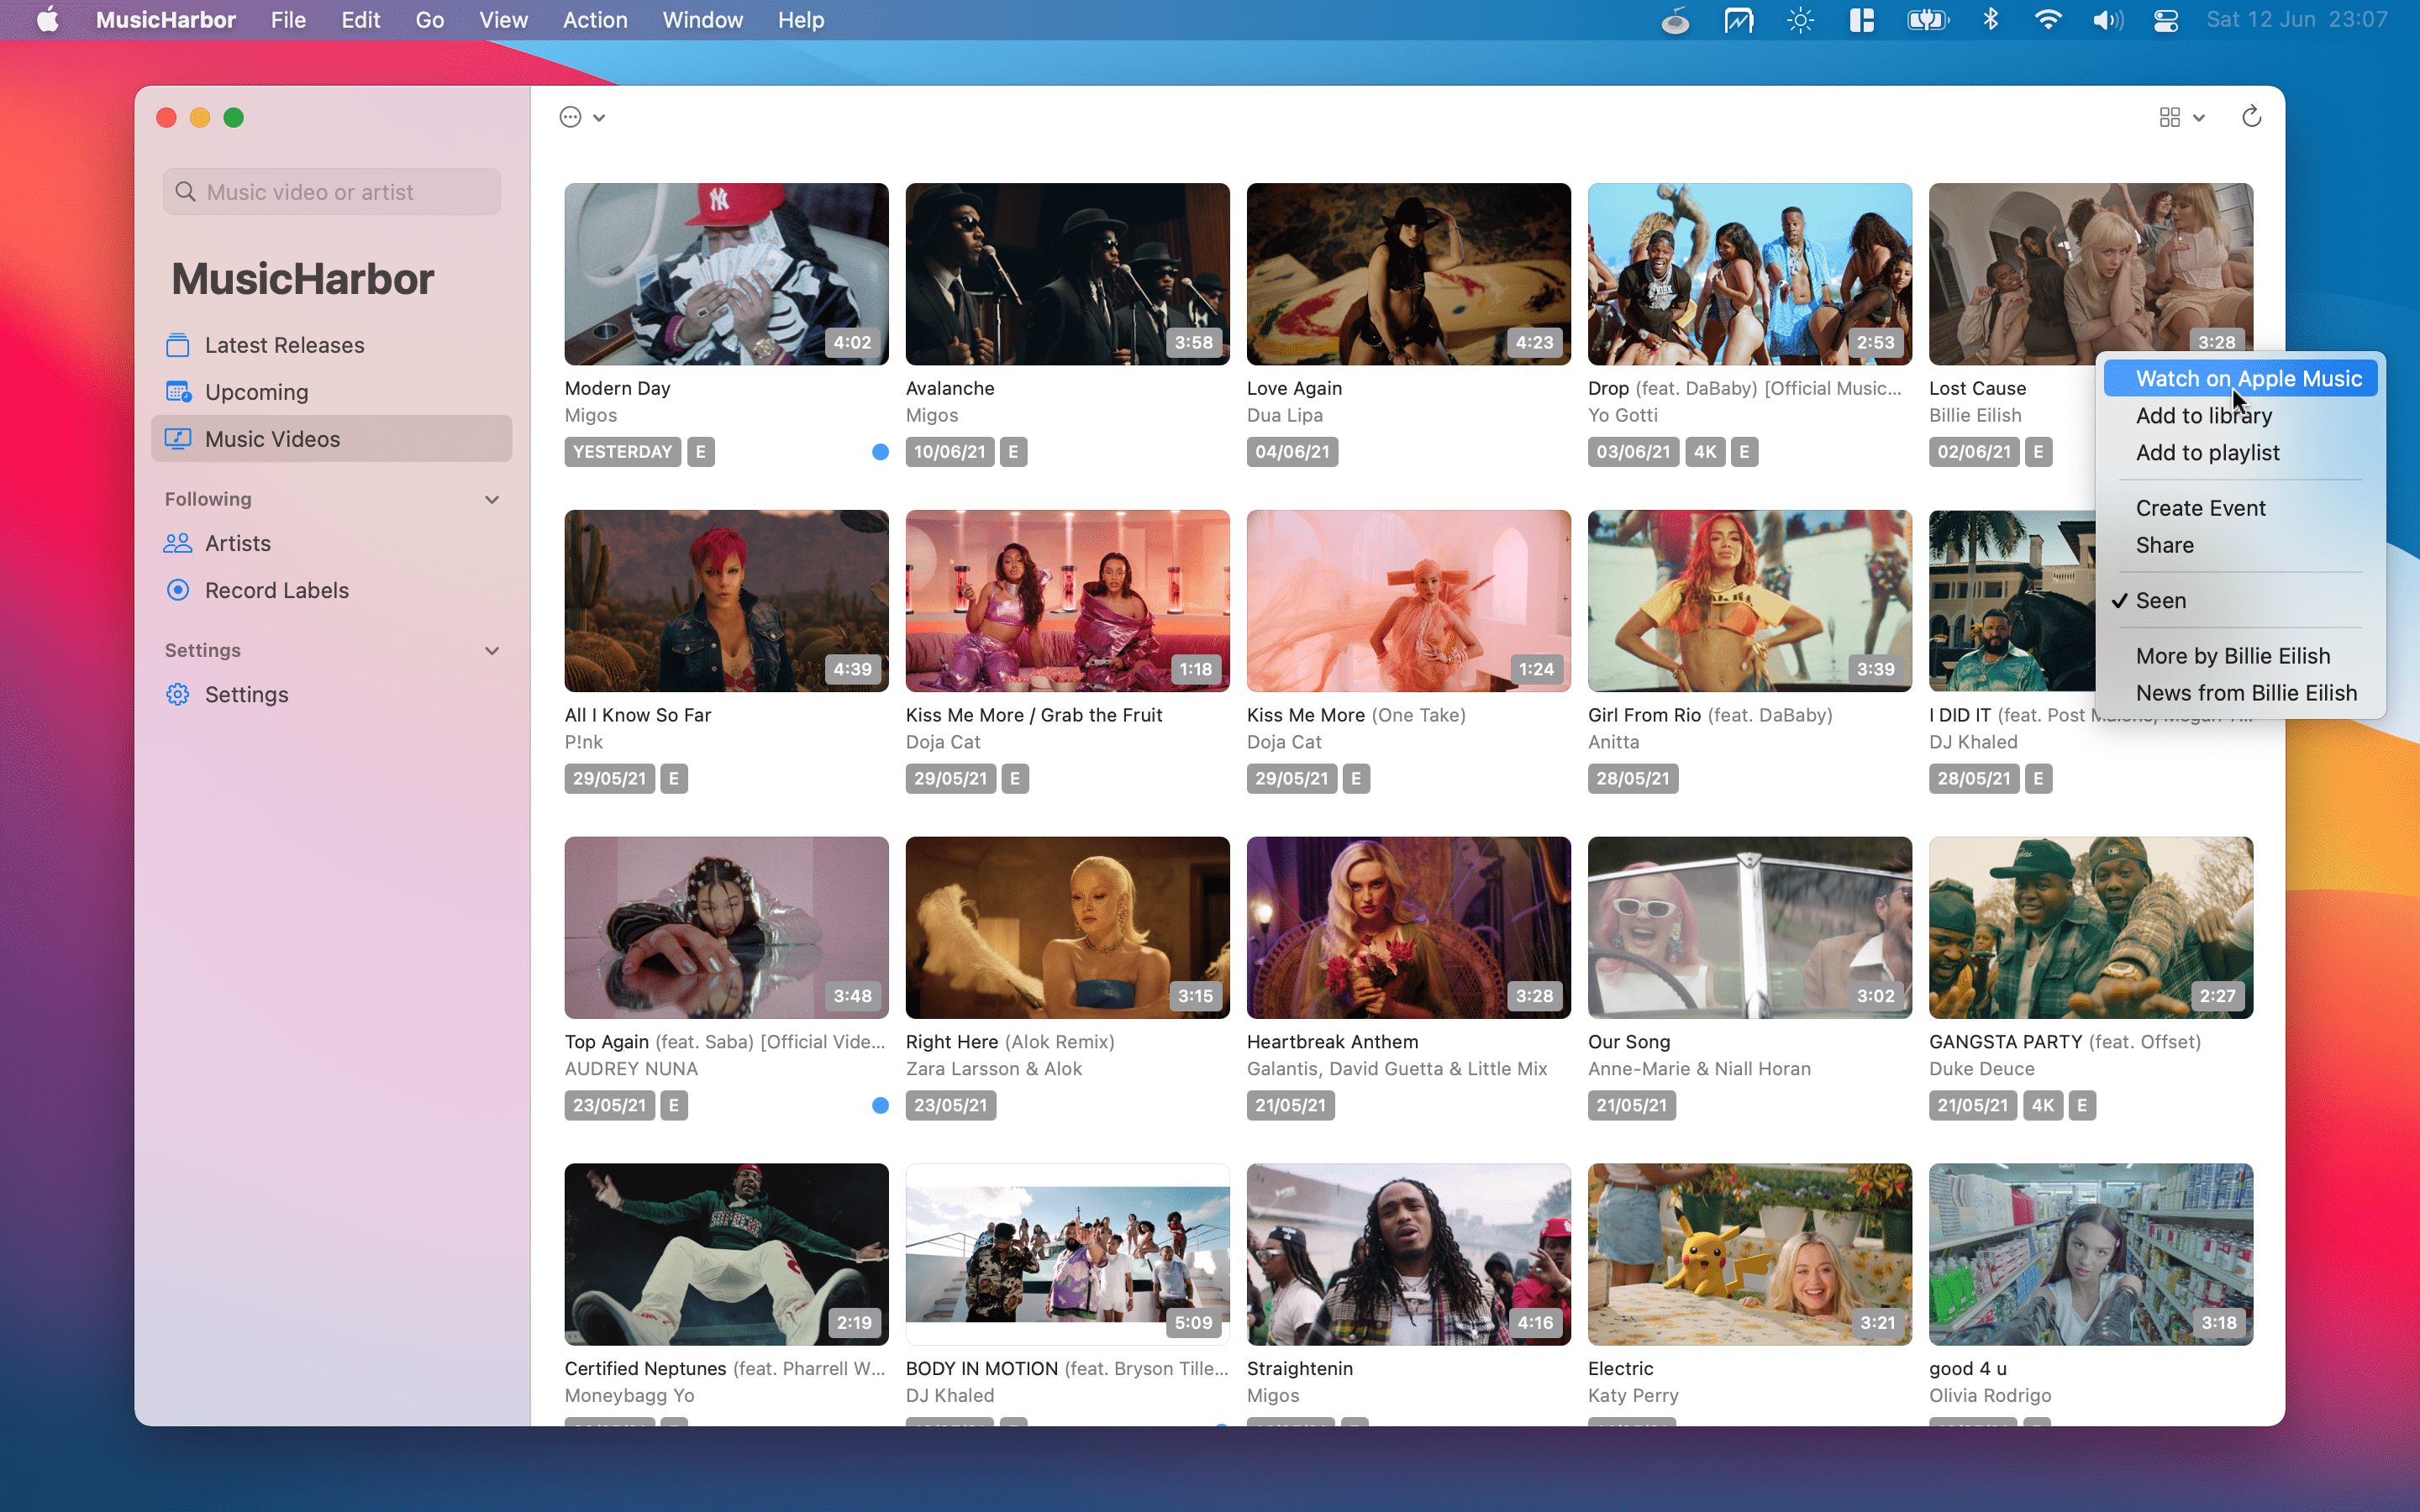 MusicHarbor File Edit Go View Action Window Help Sat 12 Jun 23:07
Music video or artist
MusicHarbor
Latest Releases
Upcoming
Music Videos
Following
Artists
Record Labels
Settings
Settings
4:02
Modern Day
Migos
YESTERDAY E
3:58
Avalanche
Migos
10/06/21 E
4:23
Love Again
Dua Lipa
04/06/21
2:53
Drop (feat. DaBaby) [Official Music...
Yo Gotti
03/06/21 4K E
3:28
Lost Cause
Billie Eilish
02/06/21 E
Watch on Apple Music
Add to library
Add to playlist
Create Event
Share
Seen
More by Billie Eilish
News from Billie Eilish
4:39
All I Know So Far
P!nk
29/05/21 E
1:18
Kiss Me More / Grab the Fruit
Doja Cat
29/05/21 E
1:24
Kiss Me More (One Take)
Doja Cat
29/05/21 E
3:39
Girl From Rio (feat. DaBaby)
Anitta
28/05/21
I DID IT (feat. Post
DJ Khaled
28/05/21 E
3:48
Top Again (feat. Saba) [Official Vide...
AUDREY NUNA
23/05/21 E
3:15
Right Here (Alok Remix)
Zara Larsson & Alok
23/05/21
3:28
Heartbreak Anthem
Galantis, David Guetta & Little Mix
21/05/21
3:02
Our Song
Anne-Marie & Niall Horan
21/05/21
2:27
GANGSTA PARTY (feat. Offset)
Duke Deuce
21/05/21 4K E
2:19
Certified Neptunes (feat. Pharrell W...
Moneybagg Yo
5:09
BODY IN MOTION (feat. Bryson Tille...
DJ Khaled
4:16
Straightenin
Migos
3:21
Electric
Katy Perry
3:18
good 4 u
Olivia Rodrigo